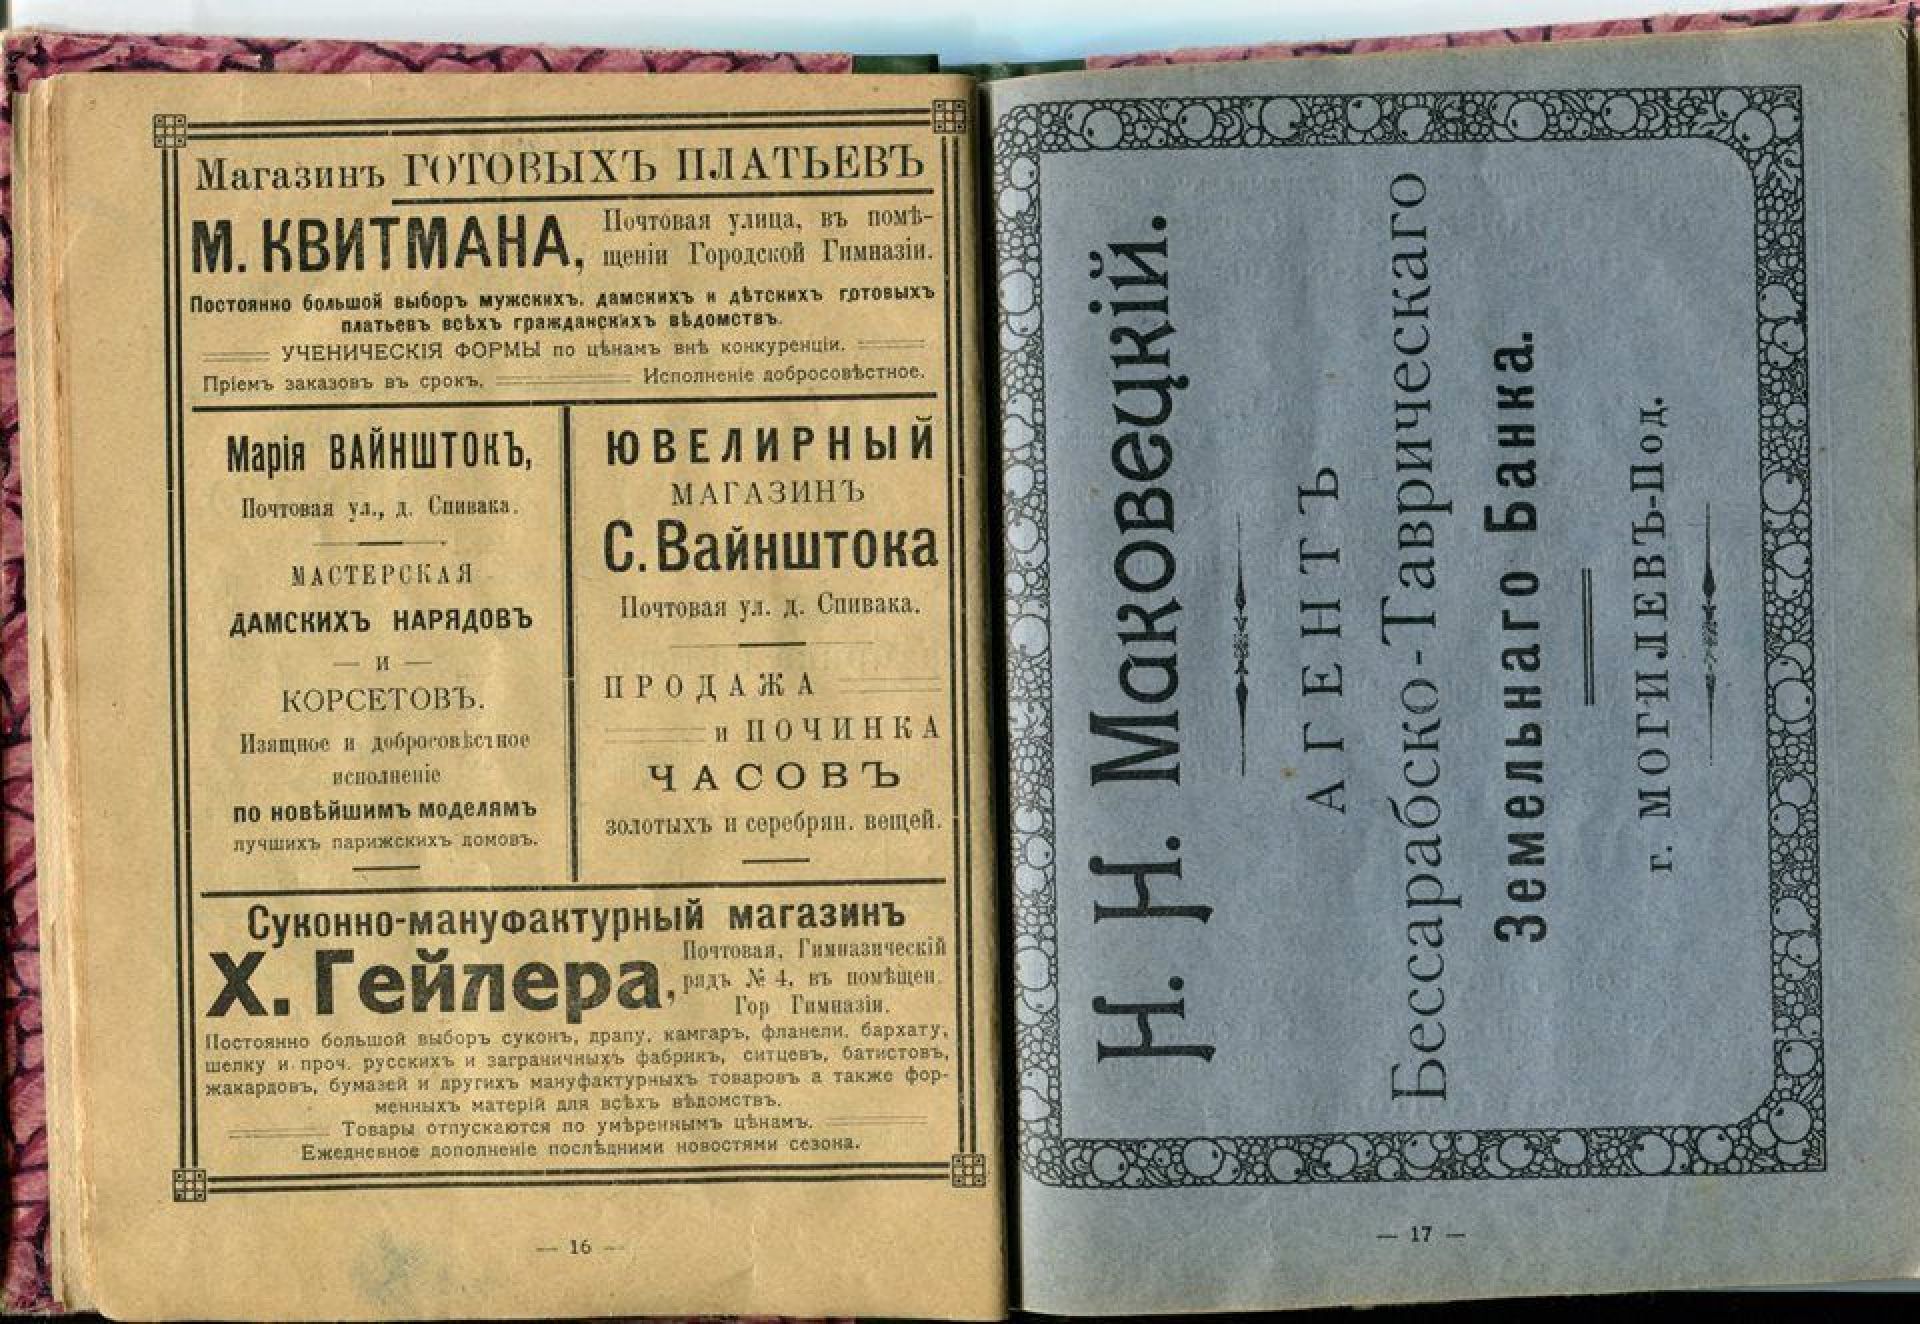 Магазинъ ГОТОВЫХЪ ПЛАТЬЕВЪ
М. КВИТМАНА,
Почтовая улица, въ помѣ-
щеніи Городской Гимназіи.
Постоянно большой выборъ мужскихъ, дамскихъ и дѣтскихъ готовыхъ
платьевъ всѣхъ гражданскихъ вѣдомствъ.
УЧЕНИЧЕСКІЯ ФОРМЫ по цѣнамъ внѣ конкуренціи.
Пріемъ заказовъ въ срокъ. Исполненіе добросовѣстное.
Марія ВАЙНШТОКЪ,
Почтовая ул., д. Спивака.
МАСТЕРСКАЯ
ДАМСКИХЪ НАРЯДОВЪ
— и —
КОРСЕТОВЪ.
Изящное и добросовѣстное
исполненіе
по новѣйшимъ моделямъ
лучшихъ парижскихъ домовъ.
ЮВЕЛИРНЫЙ
МАГАЗИНЪ
С. Вайнштока
Почтовая ул. д. Спивака.
ПРОДАЖА
и ПОЧИНКА
ЧАСОВЪ
золотыхъ и серебрян. вещей.
Суконно-мануфактурный магазинъ
Х. Гейлера,
Почтовая, Гимназическій
рядъ № 4, въ помѣщен.
Гор Гимназіи.
Постоянно большой выборъ суконъ, драпу, камгаръ, фланели, бархату,
шелку и проч. русскихъ и заграничныхъ фабрикъ, ситцевъ, батистовъ,
жакардовъ, бумазей и другихъ мануфактурныхъ товаровъ а также фор-
менныхъ матерій для всѣхъ вѣдомствъ.
Товары отпускаются по умѣреннымъ цѣнамъ.
Ежедневное дополненіе послѣдними новостями сезона.
— 16 —
Н. Н. Маковецкій.
АГЕНТЪ
Бессарабско-Таврическаго
Земельнаго Банка.
г. МОГИЛЕВЪ-Под.
— 17 —